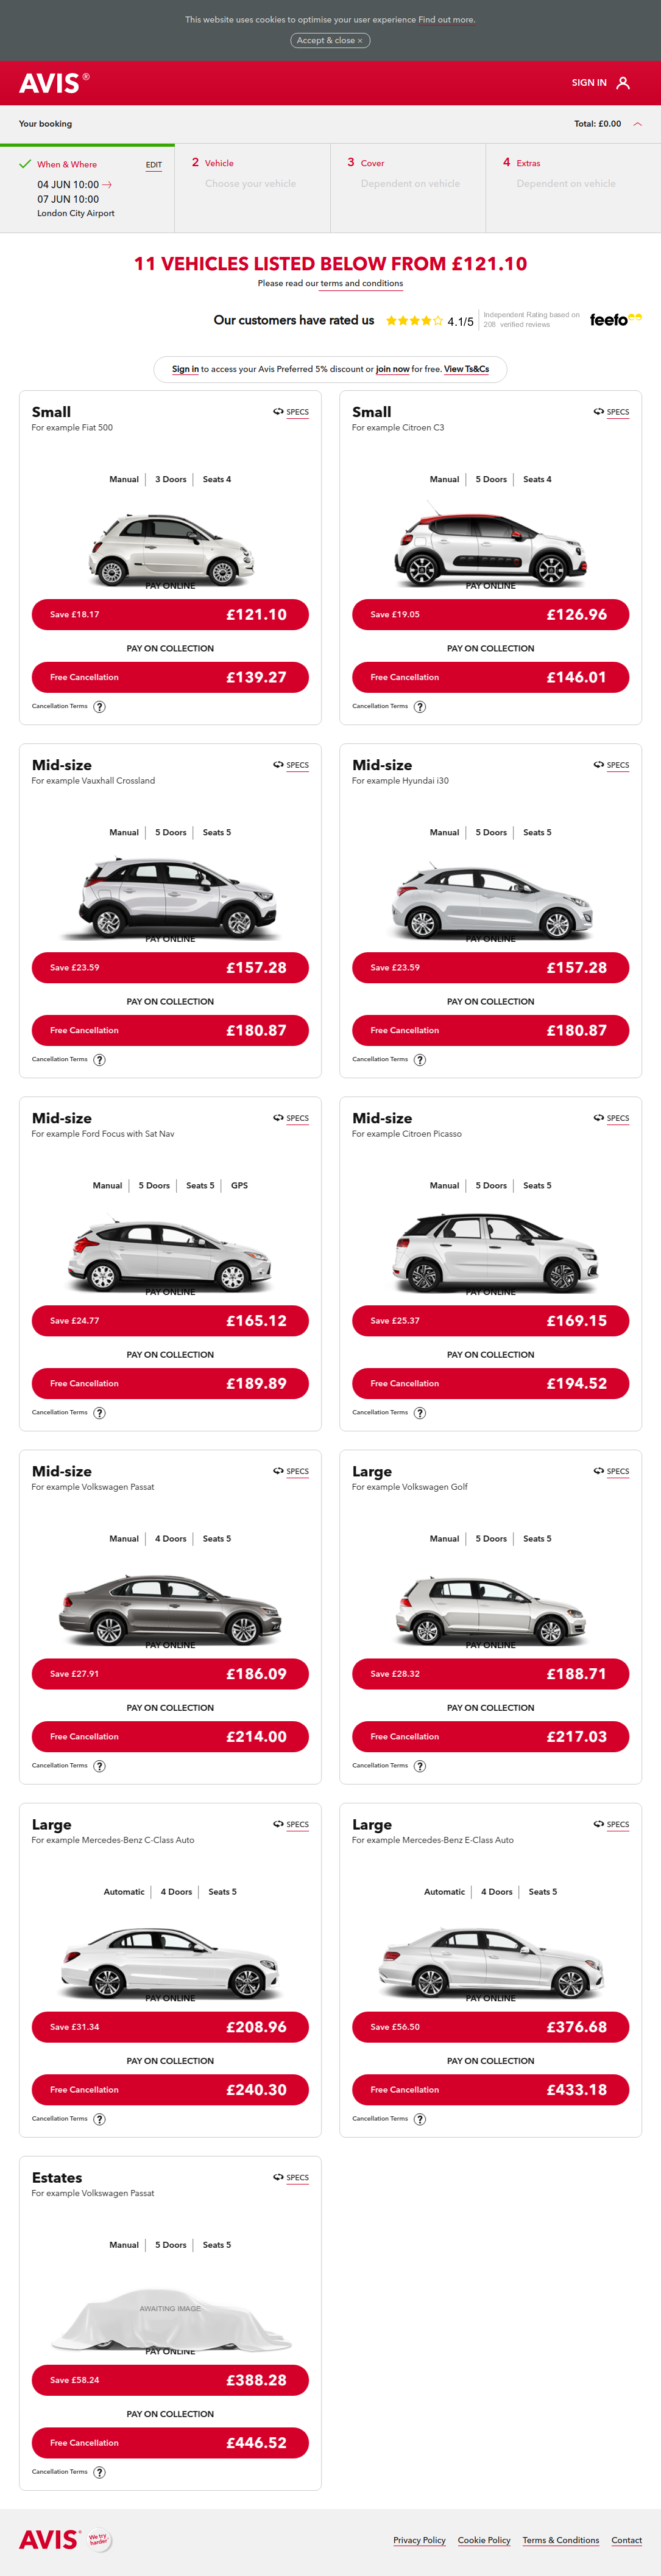 This website uses cookies to optimise your user experience Find out more.
Accept & close ×
AVIS ®
SIGN IN
Your booking
Total: £0.00
When & Where
EDIT
04 JUN 10:00 →
07 JUN 10:00
London City Airport
2 Vehicle
Choose your vehicle
3 Cover
Dependent on vehicle
4 Extras
Dependent on vehicle
11 VEHICLES LISTED BELOW FROM £121.10
Please read our terms and conditions
Our customers have rated us
4.1/5
Independent Rating based on
208 verified reviews
feefo
Sign in to access your Avis Preferred 5% discount or join now for free. View Ts&Cs
Small
SPECS
For example Fiat 500
Manual
3 Doors
Seats 4
PAY ONLINE
Save £18.17
£121.10
PAY ON COLLECTION
Free Cancellation
£139.27
Cancellation Terms ?
Small
SPECS
For example Citroen C3
Manual
5 Doors
Seats 4
PAY ONLINE
Save £19.05
£126.96
PAY ON COLLECTION
Free Cancellation
£146.01
Cancellation Terms ?
Mid-size
SPECS
For example Vauxhall Crossland
Manual
5 Doors
Seats 5
PAY ONLINE
Save £23.59
£157.28
PAY ON COLLECTION
Free Cancellation
£180.87
Cancellation Terms ?
Mid-size
SPECS
For example Hyundai i30
Manual
5 Doors
Seats 5
PAY ONLINE
Save £23.59
£157.28
PAY ON COLLECTION
Free Cancellation
£180.87
Cancellation Terms ?
Mid-size
SPECS
For example Ford Focus with Sat Nav
Manual
5 Doors
Seats 5
GPS
PAY ONLINE
Save £24.77
£165.12
PAY ON COLLECTION
Free Cancellation
£189.89
Cancellation Terms ?
Mid-size
SPECS
For example Citroen Picasso
Manual
5 Doors
Seats 5
PAY ONLINE
Save £25.37
£169.15
PAY ON COLLECTION
Free Cancellation
£194.52
Cancellation Terms ?
Mid-size
SPECS
For example Volkswagen Passat
Manual
4 Doors
Seats 5
PAY ONLINE
Save £27.91
£186.09
PAY ON COLLECTION
Free Cancellation
£214.00
Cancellation Terms ?
Large
SPECS
For example Volkswagen Golf
Manual
5 Doors
Seats 5
PAY ONLINE
Save £28.32
£188.71
PAY ON COLLECTION
Free Cancellation
£217.03
Cancellation Terms ?
Large
SPECS
For example Mercedes-Benz C-Class Auto
Automatic
4 Doors
Seats 5
PAY ONLINE
Save £31.34
£208.96
PAY ON COLLECTION
Free Cancellation
£240.30
Cancellation Terms ?
Large
SPECS
For example Mercedes-Benz E-Class Auto
Automatic
4 Doors
Seats 5
PAY ONLINE
Save £56.50
£376.68
PAY ON COLLECTION
Free Cancellation
£433.18
Cancellation Terms ?
Estates
SPECS
For example Volkswagen Passat
Manual
5 Doors
Seats 5
AWAITING IMAGE
PAY ONLINE
Save £58.24
£388.28
PAY ON COLLECTION
Free Cancellation
£446.52
Cancellation Terms ?
AVIS
We try
harder
Privacy Policy
Cookie Policy
Terms & Conditions
Contact